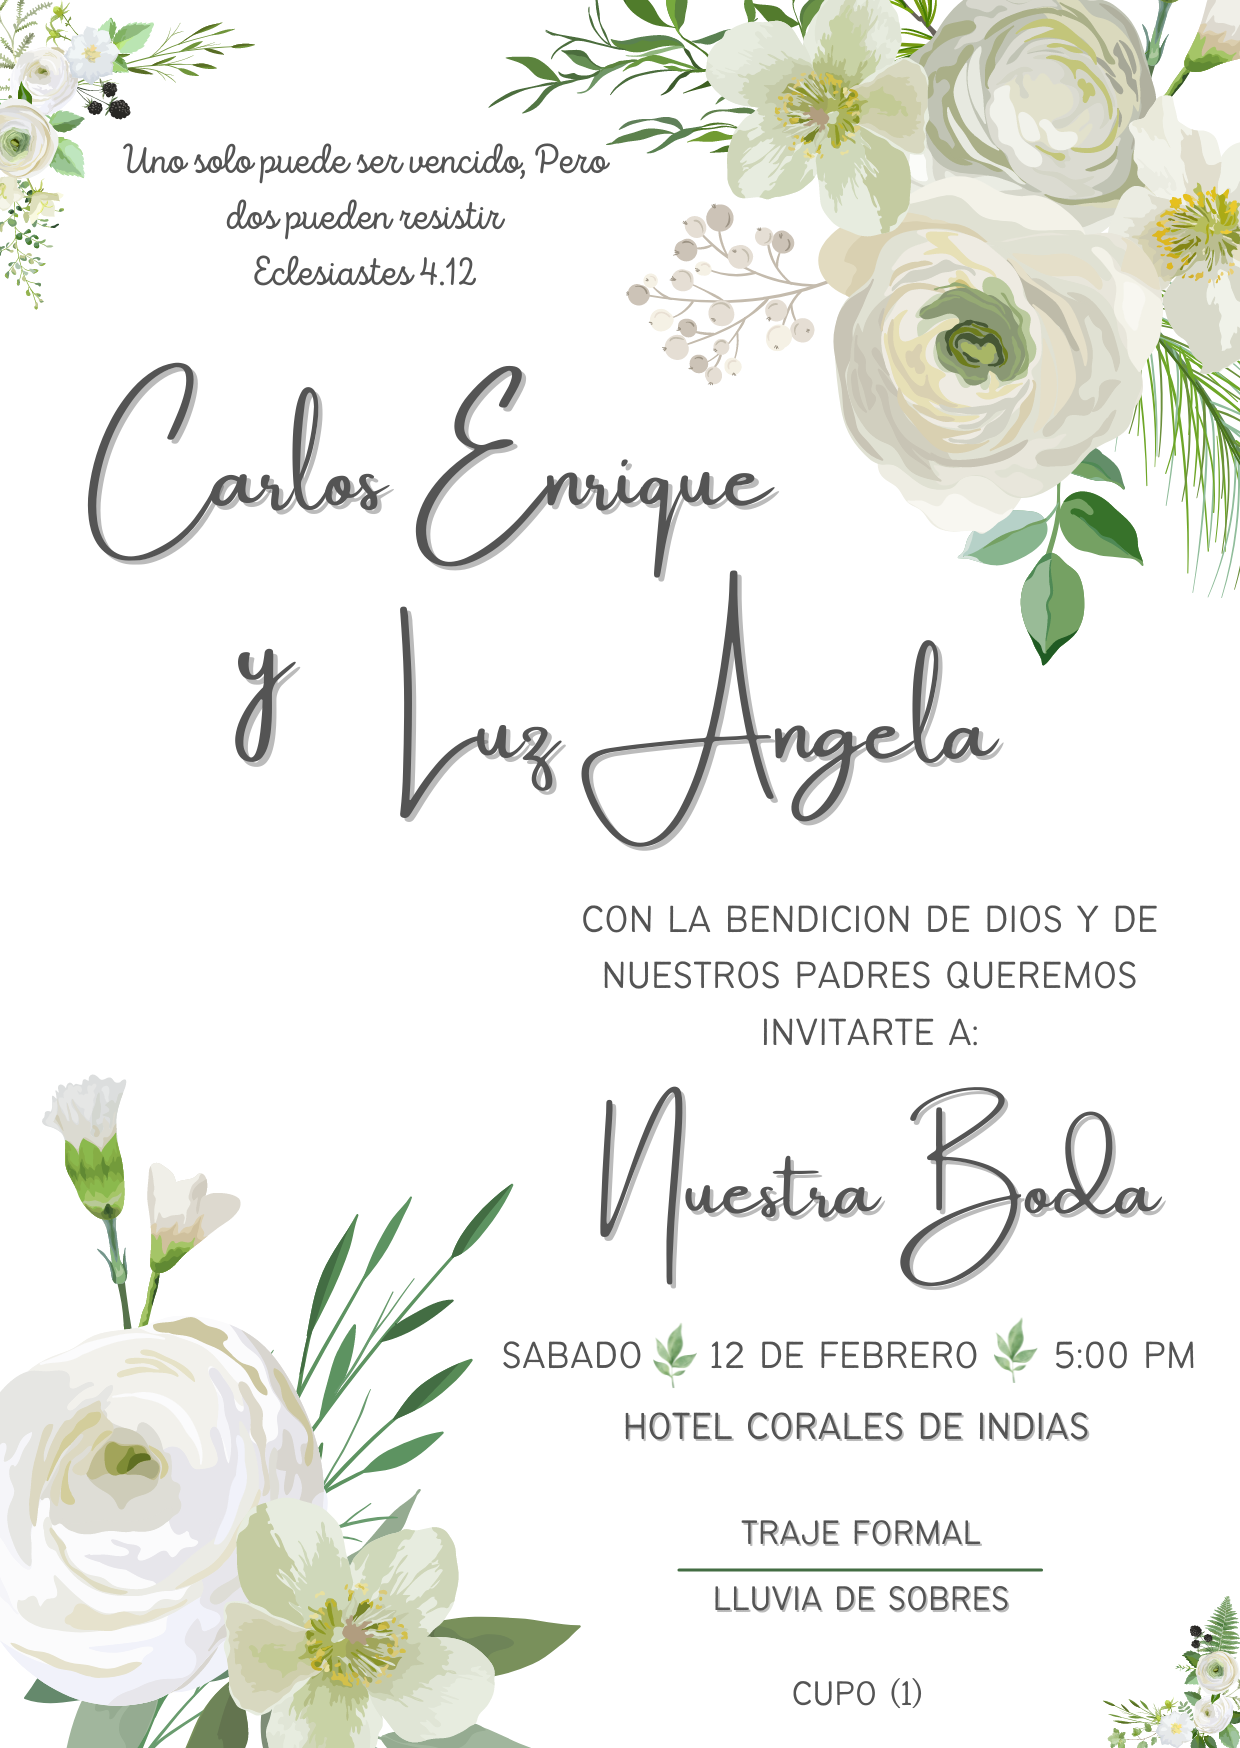 Uno solo puede ser vencido, Pero
dos pueden resistir
Eclesiastes 4.12
Carlos Enrique
y Luz Angela
CON LA BENDICION DE DIOS Y DE
NUESTROS PADRES QUEREMOS
INVITARTE A:
Nuestra Boda
SABADO 12 DE FEBRERO 5:00 PM
HOTEL CORALES DE INDIAS
TRAJE FORMAL
LLUVIA DE SOBRES
CUPO (1)